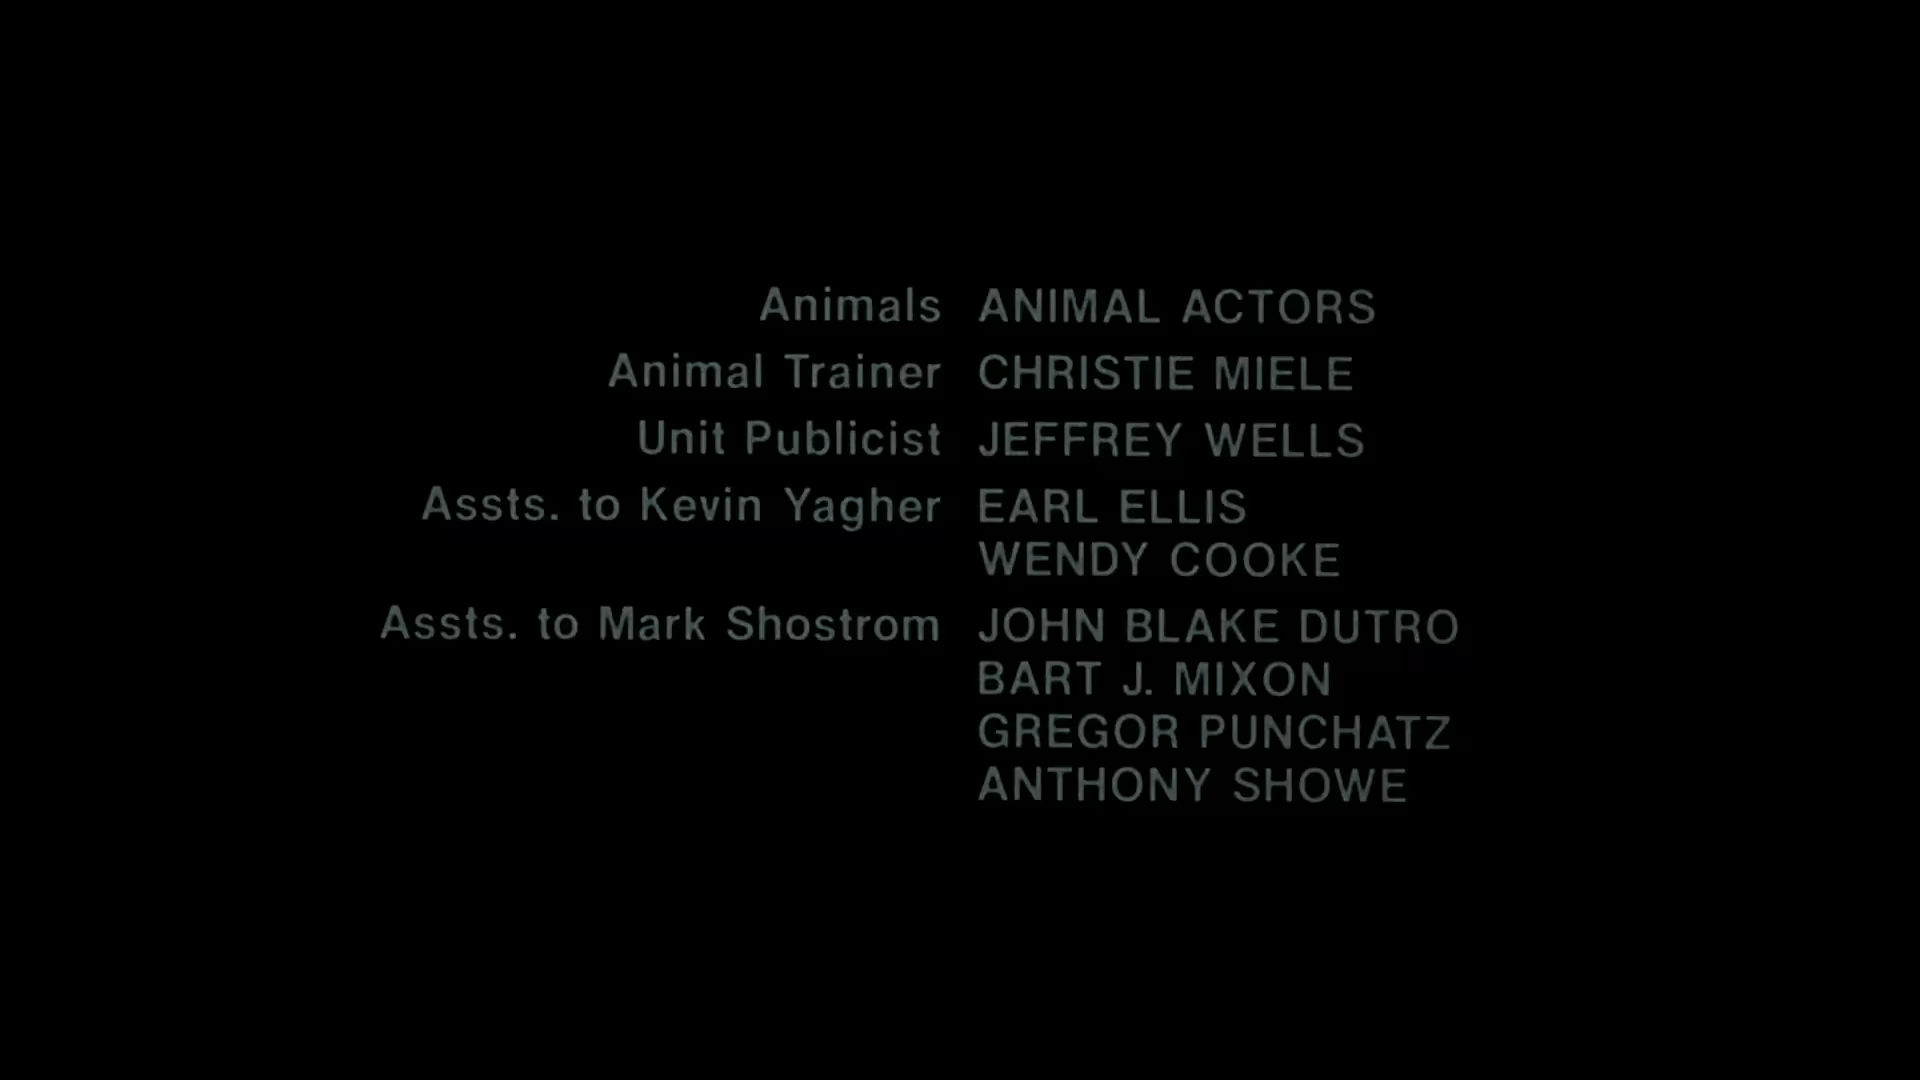 Animals ANIMAL ACTORS
Animal Trainer CHRISTIE MIELE
Unit Publicist JEFFREY WELLS
Assts. to Kevin Yagher EARL ELLIS
WENDY COOKE
Assts. to Mark Shostrom JOHN BLAKE DUTRO
BART J. MIXON
GREGOR PUNCHATZ
ANTHONY SHOWE